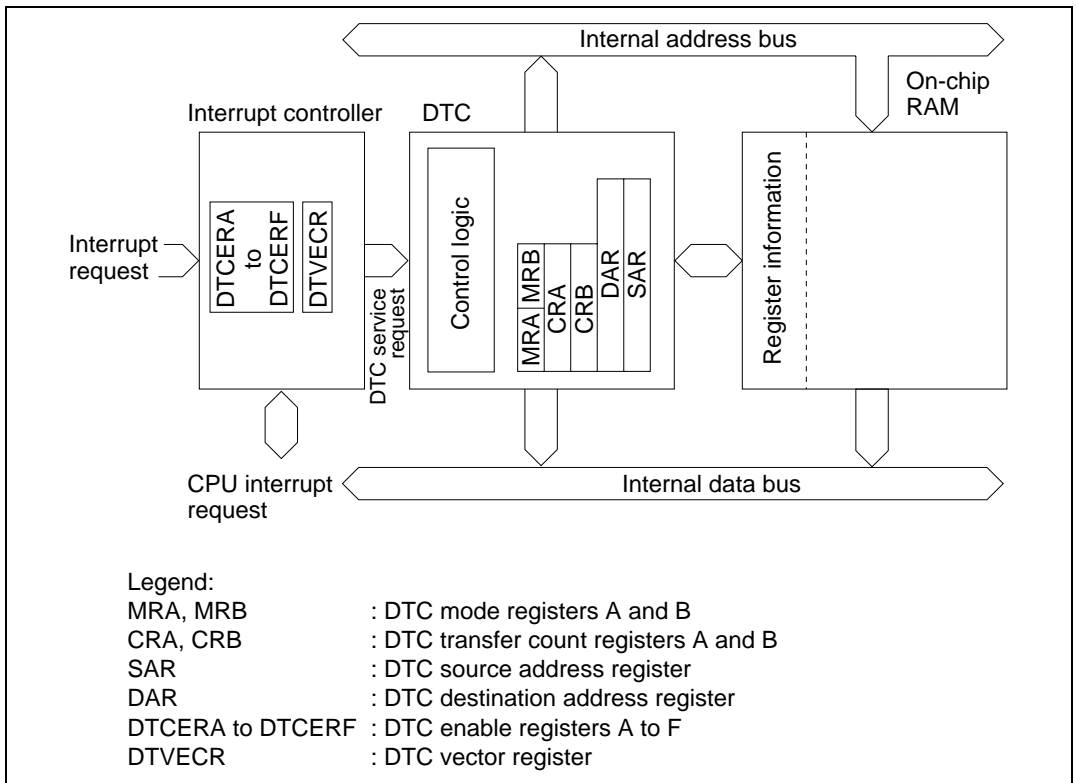 Internal address bus
On-chip
RAM
Interrupt controller
DTC
Interrupt
request
DTCERA
to
DTCERF
DTVECR
DTC service
request
Control logic
MRA
MRB
CRA
CRB
DAR
SAR
Register information
CPU interrupt
request
Internal data bus
Legend:
MRA, MRB : DTC mode registers A and B
CRA, CRB : DTC transfer count registers A and B
SAR : DTC source address register
DAR : DTC destination address register
DTCERA to DTCERF : DTC enable registers A to F
DTVECR : DTC vector register